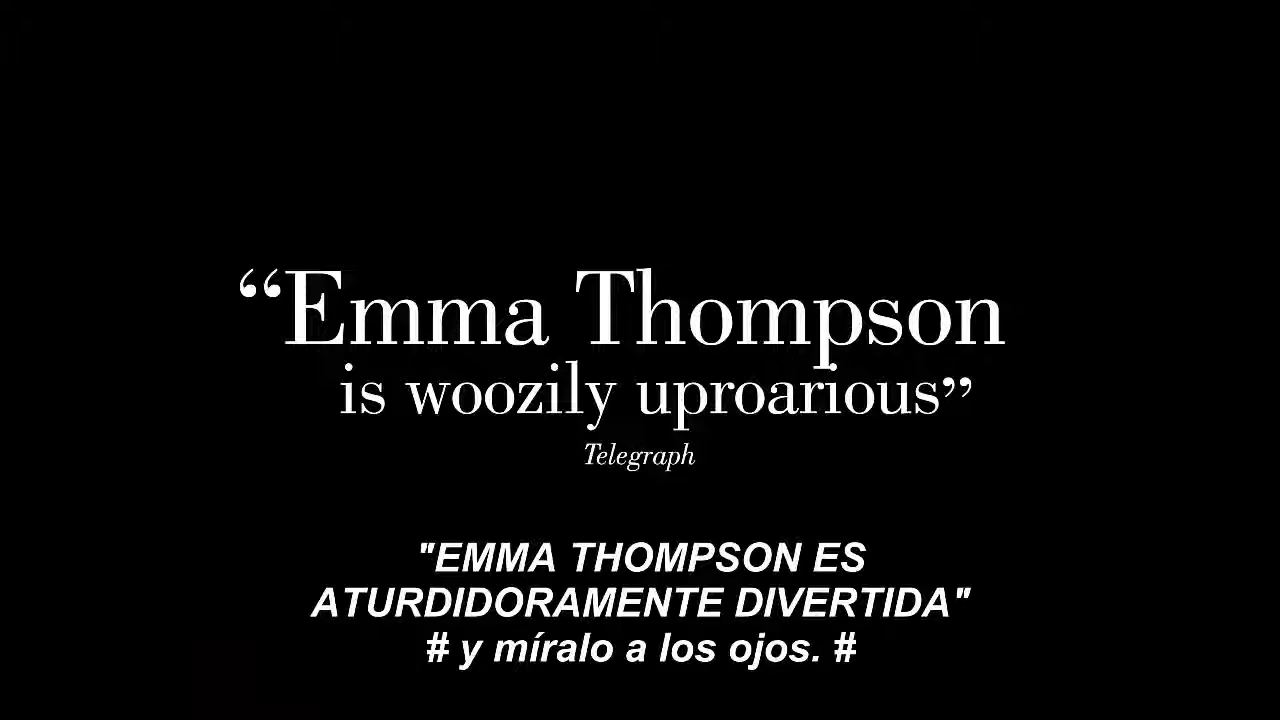 “Emma Thompson
is woozily uproarious”
Telegraph
"EMMA THOMPSON ES
ATURDIDORAMENTE DIVERTIDA"
# y míralo a los ojos. #